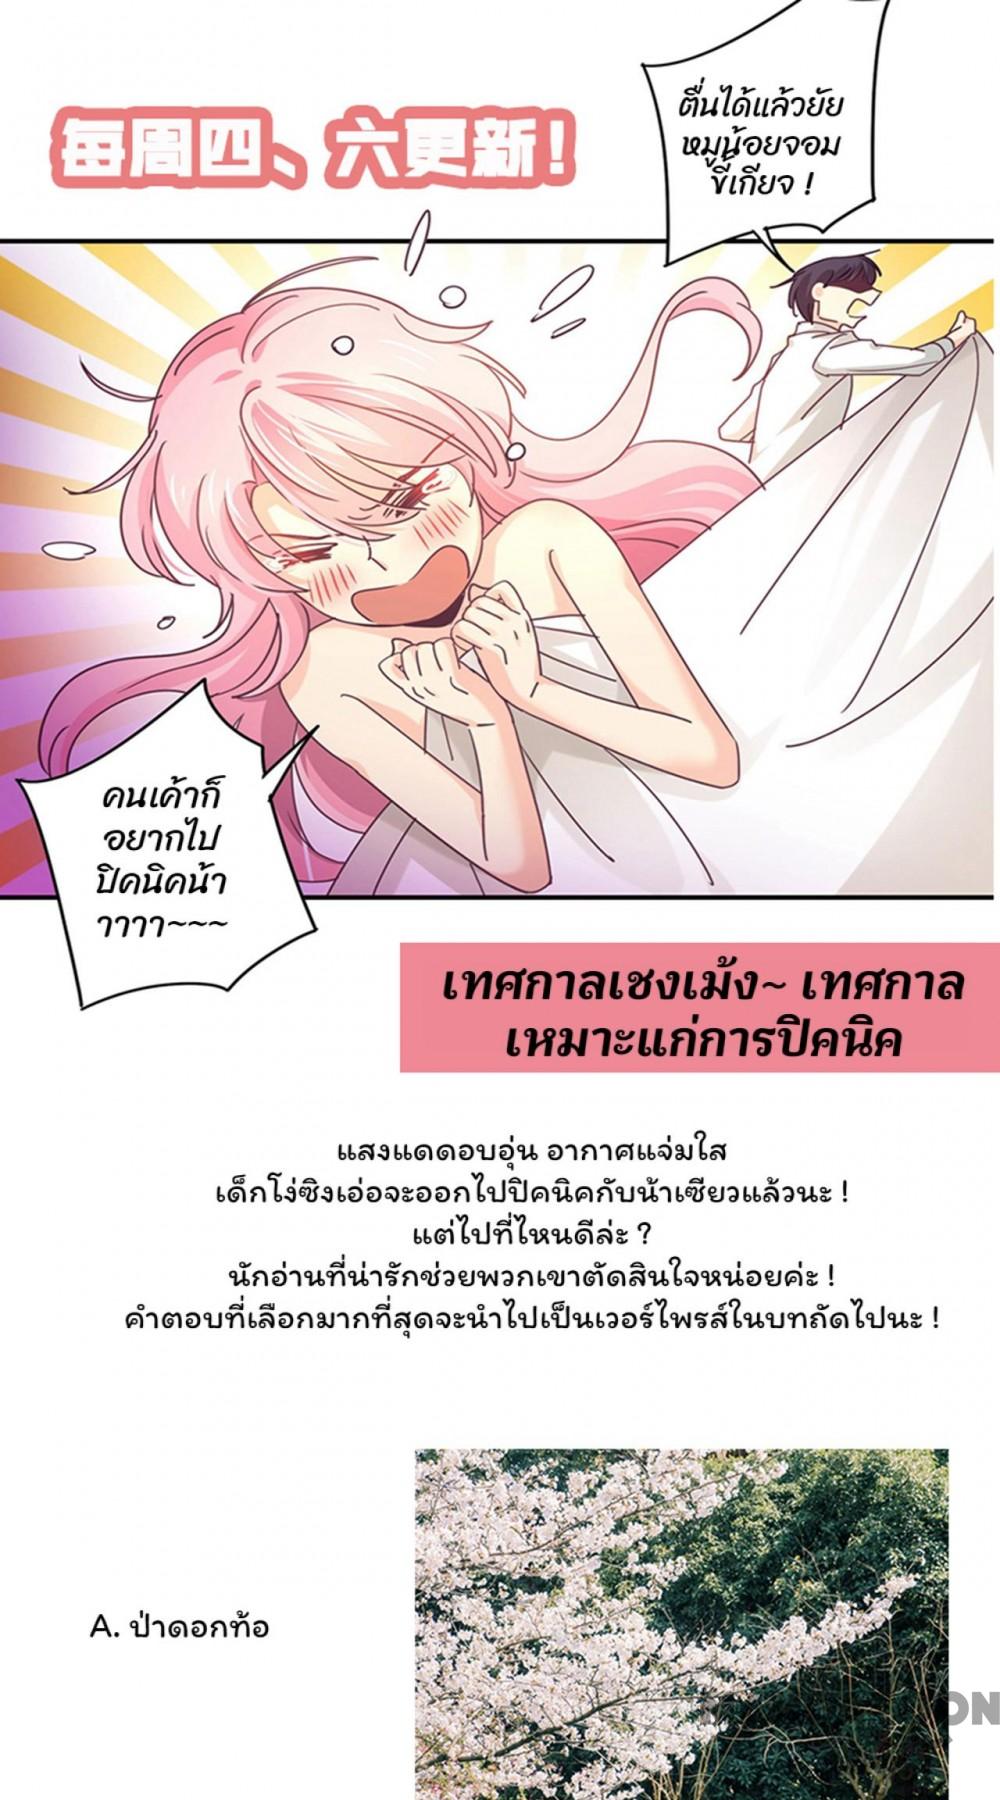 每周四、六更新!
ตื่นได้แล้วยัย
หมูน้อยจอม
ขี้เกียจ !
คนเค้าก็
อยากไป
ปิคนิคน้า
าาาา~~~
เทศกาลเชงเม้ง~ เทศกาล
เหมาะแก่การปิคนิค
แสงแดดอบอุ่น อากาศแจ่มใส
เด็กโง่ซิงเอ่อจะออกไปปิคนิคกับน้าเซียวแล้วนะ !
แต่ไปที่ไหนดีล่ะ ?
นักอ่านที่น่ารักช่วยพวกเขาตัดสินใจหน่อยค่ะ !
คำตอบที่เลือกมากที่สุดจะนำไปเป็นเวอร์ไพรส์ในบทถัดไปนะ !
A. ป่าดอกท้อ